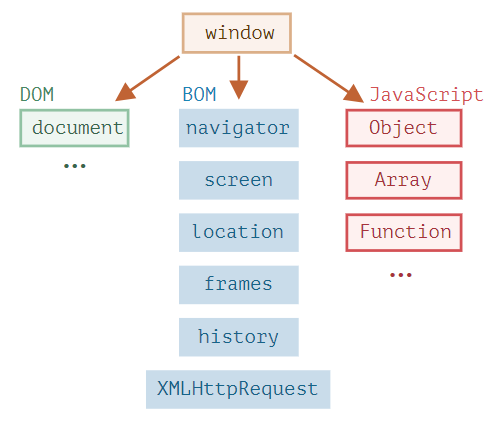 window
DOM
document
...
BOM
navigator
screen
location
frames
history
XMLHttpRequest
JavaScript
Object
Array
Function
...